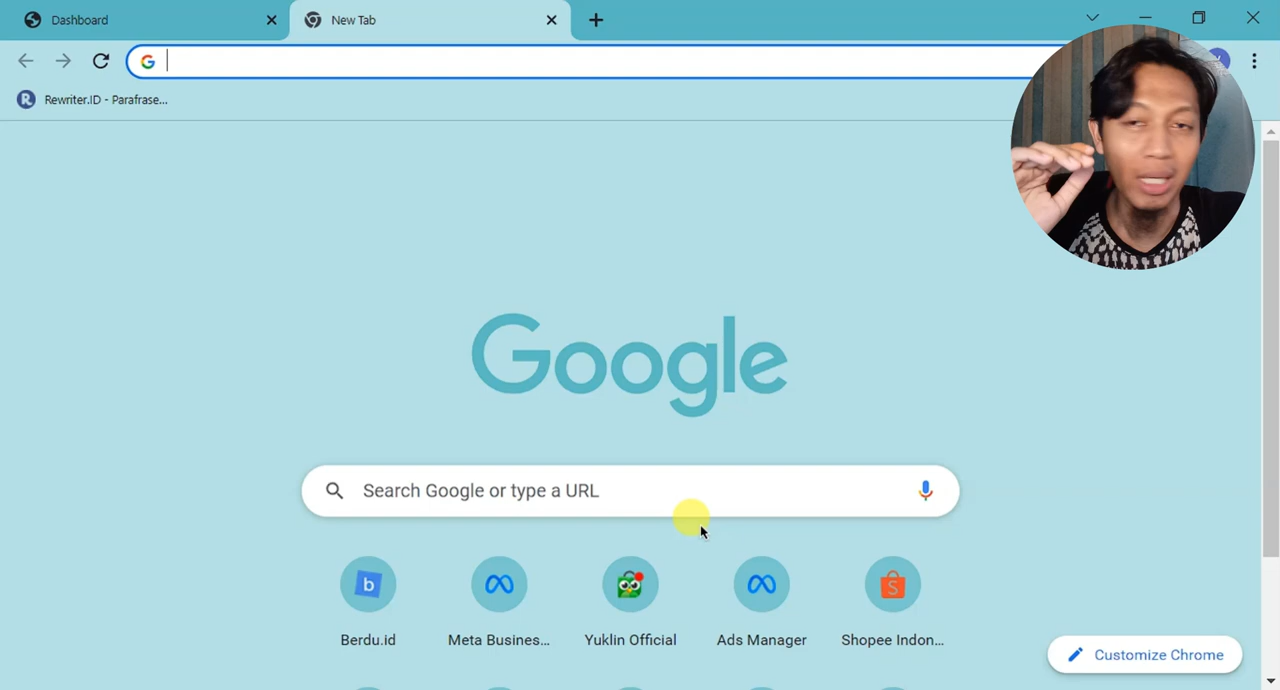 Dashboard
New Tab
Rewriter.ID - Parafrase...
Google
Search Google or type a URL
Berdu.id
Meta Busines...
Yuklin Official
Ads Manager
Shopee Indon...
Customize Chrome